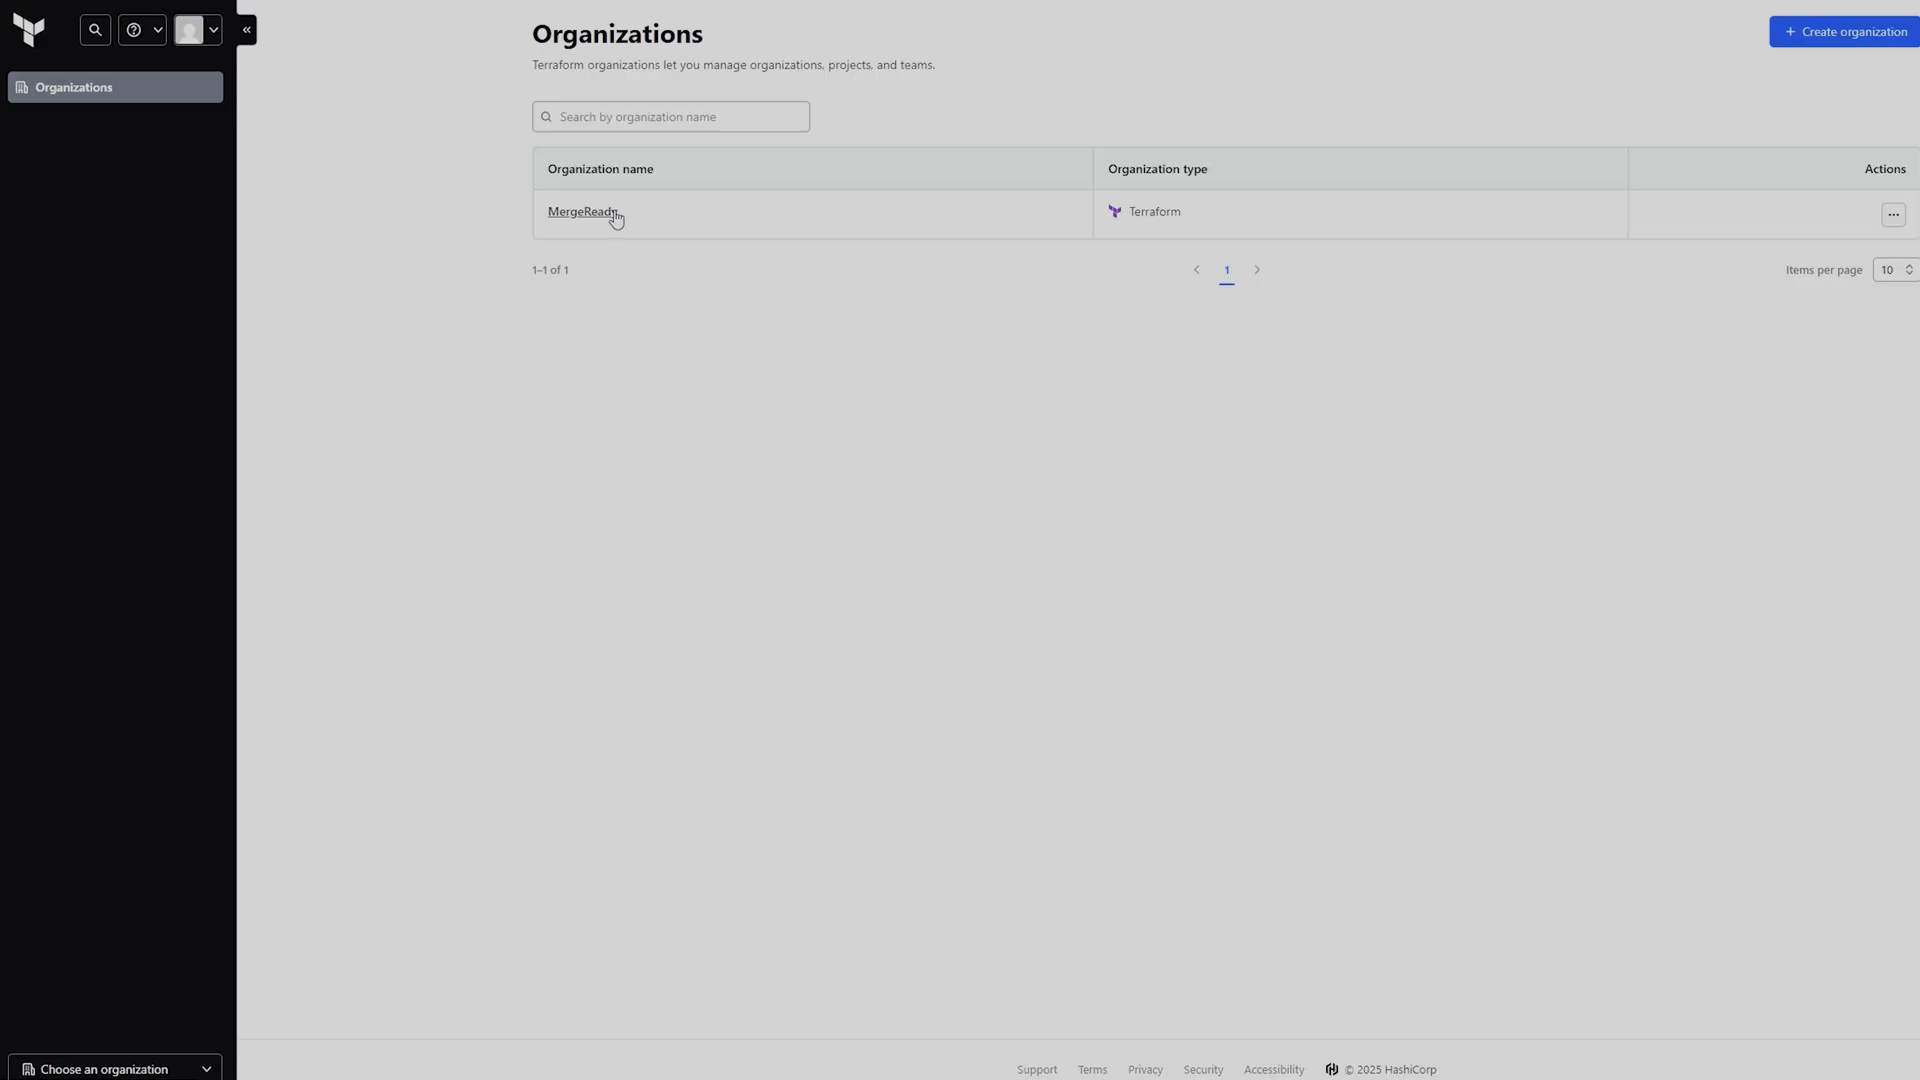 Organizations
Organizations
Terraform organizations let you manage organizations, projects, and teams.
+ Create organization
Search by organization name
Organization name Organization type Actions
MergeReady Terraform
1–1 of 1
1
Items per page 10
Choose an organization
Support Terms Privacy Security Accessibility © 2025 HashiCorp